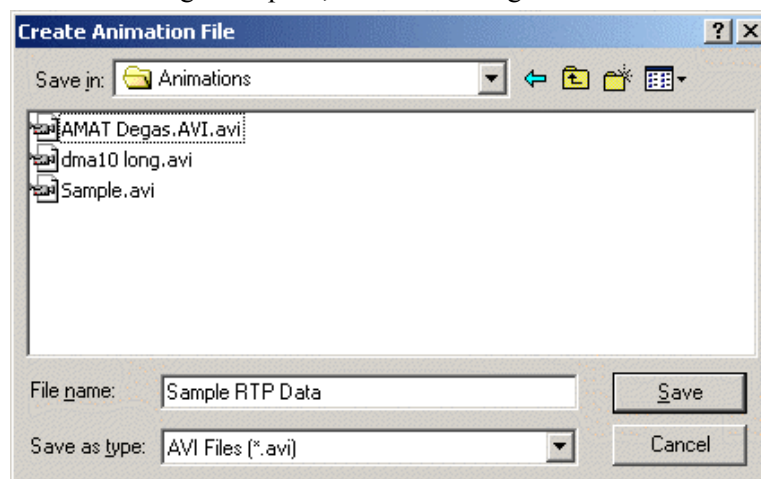 Create Animation File
Save in: Animations
AMAT Degas.AVI.avi
dma10 long.avi
Sample.avi
File name: Sample RTP Data Save
Save as type: AVI Files (*.avi) Cancel